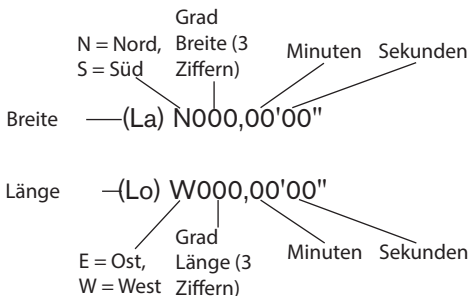 Grad
N = Nord, Breite (3 Minuten Sekunden
S = Süd Ziffern)
Breite (La) N000,00'00"
Länge (Lo) W000,00'00"
Grad
E = Ost, Länge (3 Minuten Sekunden
W = West Ziffern)